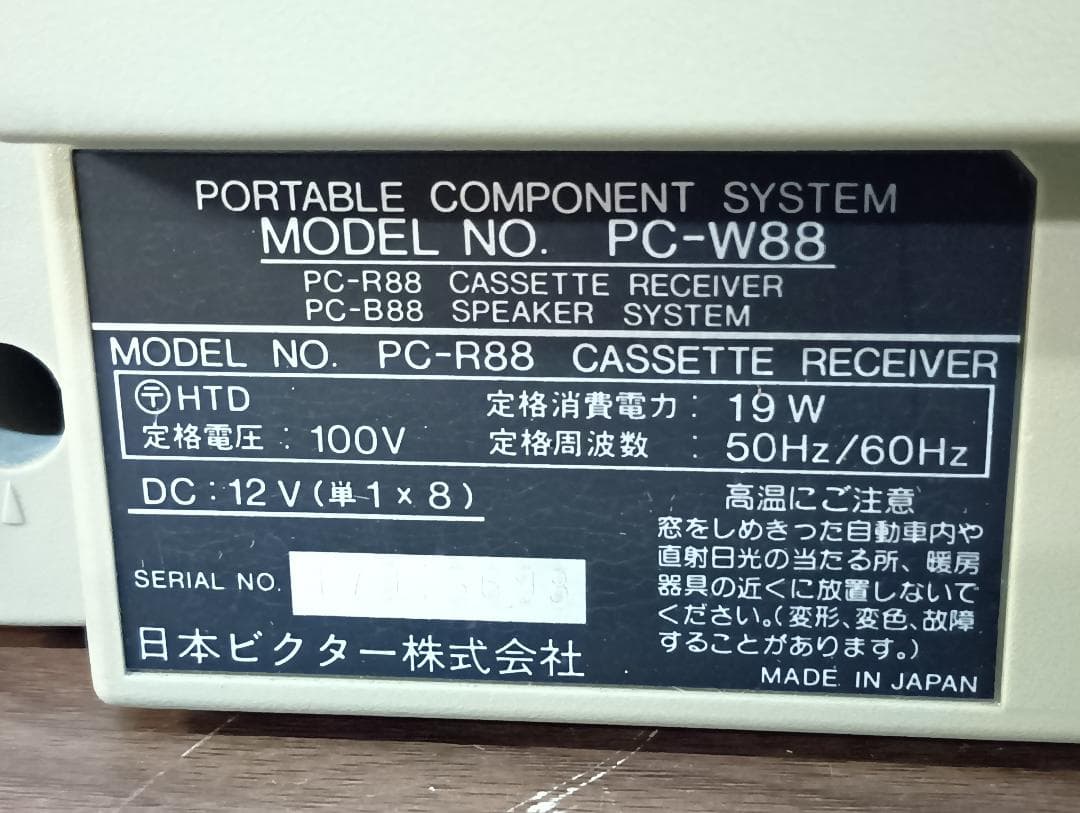 PORTABLE COMPONENT SYSTEM
MODEL NO. PC-W88
PC-R88 CASSETTE RECEIVER
PC-B88 SPEAKER SYSTEM
MODEL NO. PC-R88 CASSETTE RECEIVER
〶HTD 定格消費電力: 19W
定格電圧: 100V 定格周波数: 50Hz/60Hz
DC:12V(単1×8)
高温にご注意
窓をしめきった自動車内や
直射日光の当たる所、暖房
器具の近くに放置しないで
ください。(変形、変色、故障
することがあります。)
SERIAL NO.
日本ビクター株式会社
MADE IN JAPAN